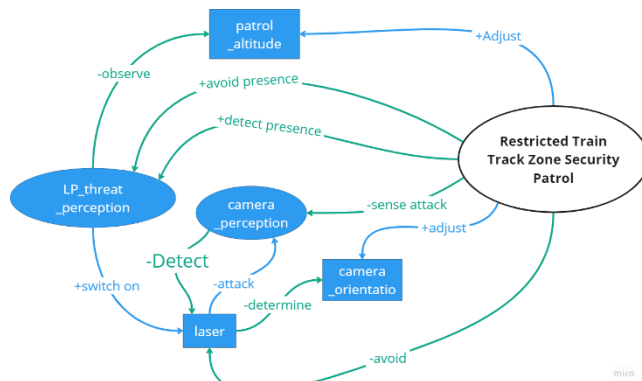 patrol
_altitude
+Adjust
-observe
+avoid presence
+detect presence
Restricted Train
Track Zone Security
Patrol
LP_threat
_perception
camera
_perception
-sense attack
+adjust
-Detect
camera
_orientatio
+switch on
-attack
-determine
laser
-avoid
miro